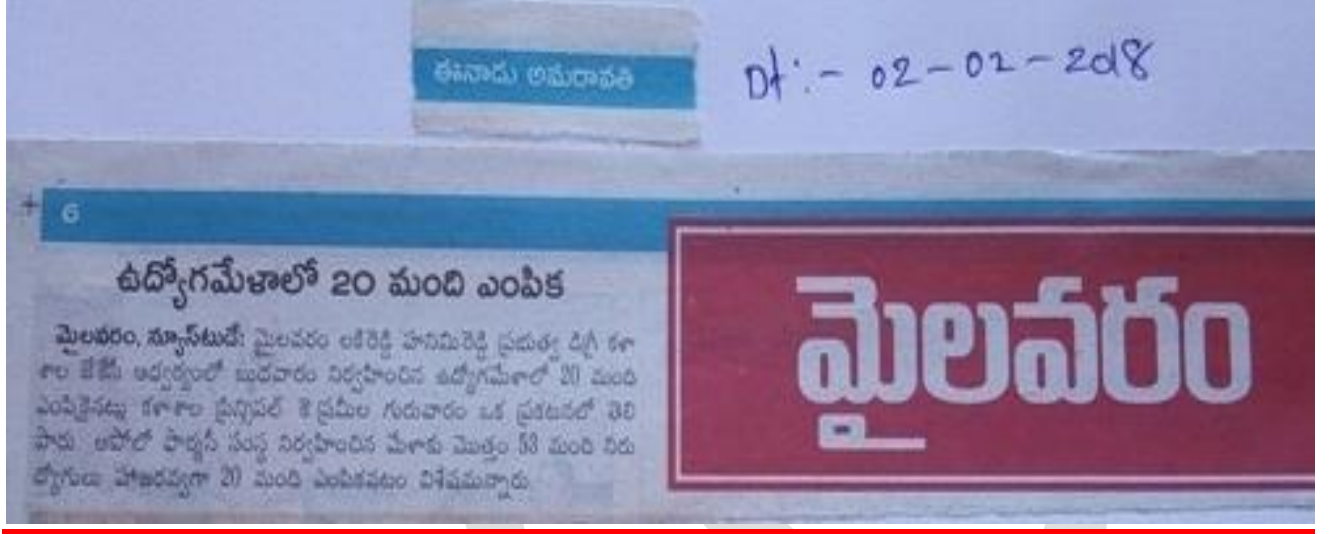 ఈనాడు అమరావతి
Dt:- 02-02-2018
6
ఉద్యోగమేళాలో 20 మంది ఎంపిక
మైలవరం
మైలవరం, న్యూస్‌టుడే: మైలవరం లకిరెడ్డి హనిమిరెడ్డి ప్రభుత్వ డిగ్రీ కళా
శాల జేకేసీ ఆధ్వర్యంలో బుధవారం నిర్వహించిన ఉద్యోగమేళాలో 20 మంది
ఎంపికైనట్లు కళాశాల ప్రిన్సిపల్ కె ప్రమీల గురువారం ఒక ప్రకటనలో తెలి
పారు. అపోలో ఫార్మసీ సంస్థ నిర్వహించిన మేళాకు మొత్తం 53 మంది నిరు
ద్యోగులు హాజరవ్వగా 20 మంది ఎంపికవటం విశేషమన్నారు.